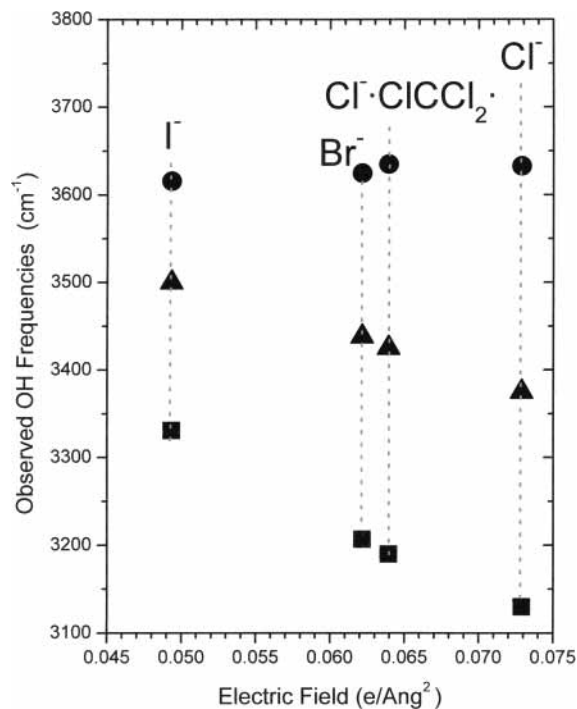 3800
3700
3600
3500
3400
3300
3200
3100
Observed OH Frequencies (cm⁻¹)
I⁻
Br⁻
Cl⁻·ClCCl₂·
Cl⁻
0.045 0.050 0.055 0.060 0.065 0.070 0.075
Electric Field (e/Ang²)